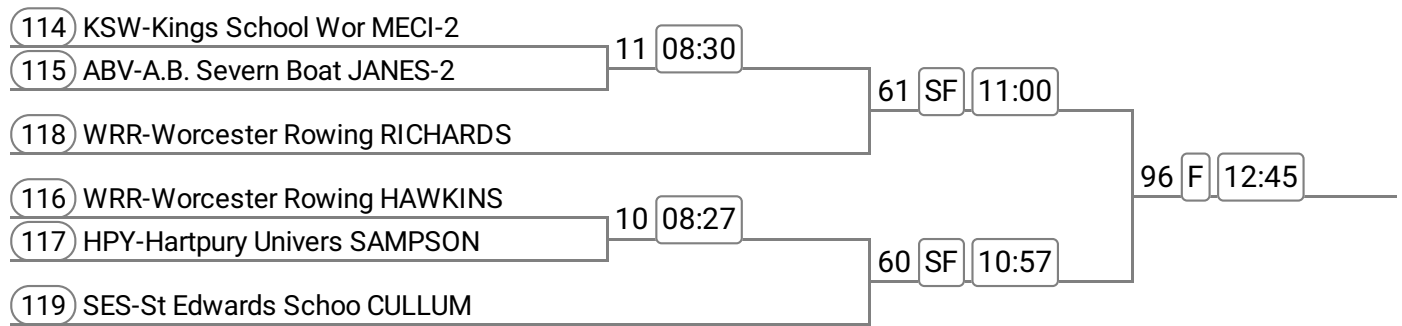 114 KSW-Kings School Wor MECI-2
11 08:30
115 ABV-A.B. Severn Boat JANES-2
61 SF 11:00
118 WRR-Worcester Rowing RICHARDS
96 F 12:45
116 WRR-Worcester Rowing HAWKINS
10 08:27
117 HPY-Hartpury Univers SAMPSON
60 SF 10:57
119 SES-St Edwards Schoo CULLUM